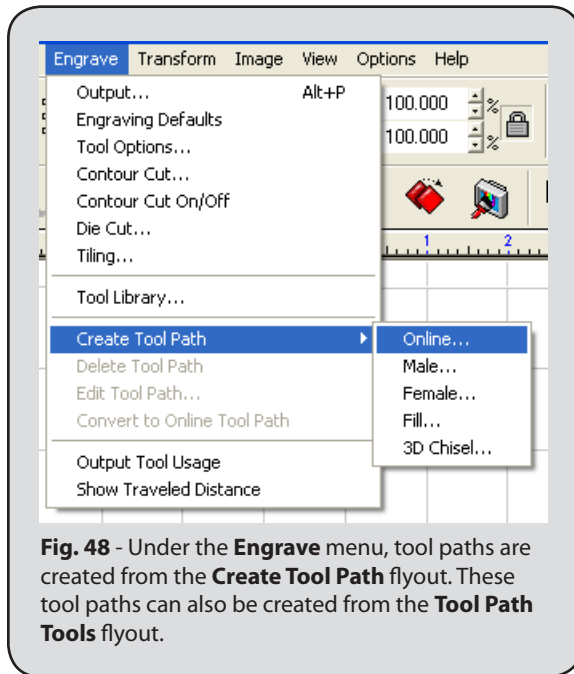 Engrave Transform Image View Options Help
Output... Alt+P
100.000 %
Engraving Defaults
100.000 %
Tool Options...
Contour Cut...
Contour Cut On/Off
Die Cut...
Tiling...
1 2
Tool Library...
Create Tool Path
Online...
Delete Tool Path
Male...
Edit Tool Path...
Female...
Convert to Online Tool Path
Fill...
3D Chisel...
Output Tool Usage
Show Traveled Distance
Fig. 48 - Under the Engrave menu, tool paths are
created from the Create Tool Path flyout. These
tool paths can also be created from the Tool Path
Tools flyout.